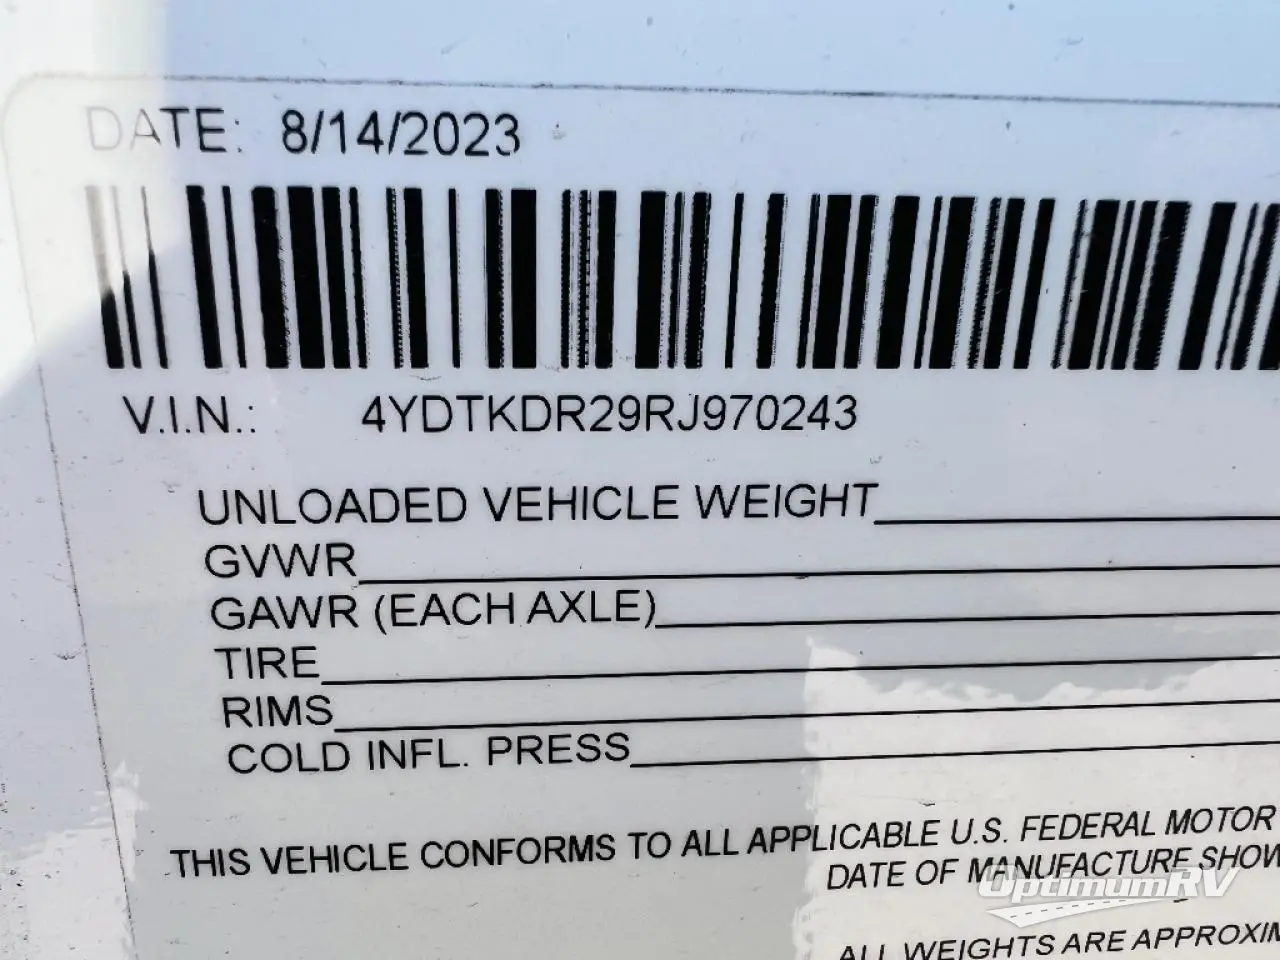 DATE: 8/14/2023
V.I.N.: 4YDTKDR29RJ970243
UNLOADED VEHICLE WEIGHT
GVWR
GAWR (EACH AXLE)
TIRE
RIMS
COLD INFL. PRESS
THIS VEHICLE CONFORMS TO ALL APPLICABLE U.S. FEDERAL MOTOR
DATE OF MANUFACTURE SHOW
OptimumRV
ALL WEIGHTS ARE APPROXIM